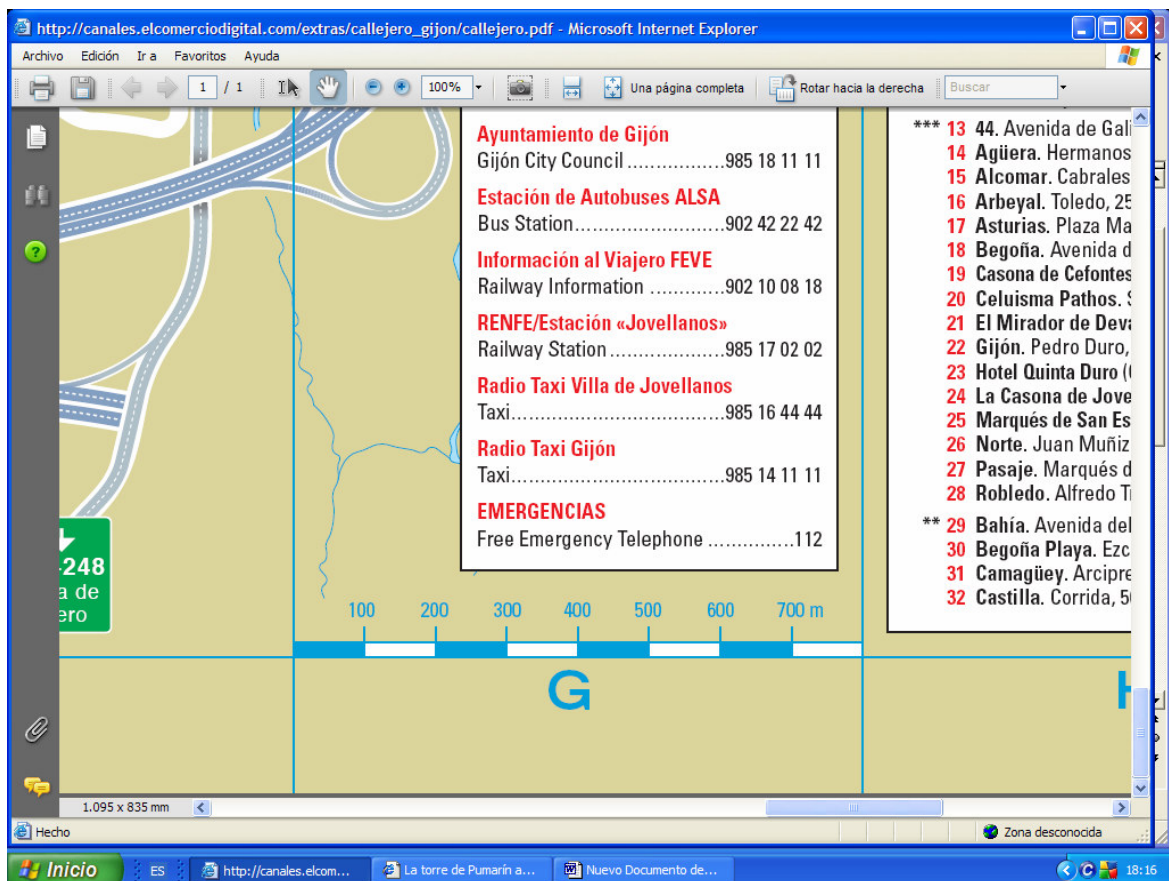 http://canales.elcomerciodigital.com/extras/callejero_gijon/callejero.pdf - Microsoft Internet Explorer
Archivo Edición Ir a Favoritos Ayuda
1 / 1 100% Una página completa Rotar hacia la derecha Buscar
Ayuntamiento de Gijón
Gijón City Council..............985 18 11 11
Estación de Autobuses ALSA
Bus Station......................902 42 22 42
Información al Viajero FEVE
Railway Information .............902 10 08 18
RENFE/Estación «Jovellanos»
Railway Station..................985 17 02 02
Radio Taxi Villa de Jovellanos
Taxi.................................985 16 44 44
Radio Taxi Gijón
Taxi.................................985 14 11 11
EMERGENCIAS
Free Emergency Telephone ..............112
*** 13 44. Avenida de Gali
14 Agüera. Hermanos
15 Alcomar. Cabrales
16 Arbeyal. Toledo, 25
17 Asturias. Plaza Ma
18 Begoña. Avenida d
19 Casona de Cefontes
20 Celuisma Pathos.
21 El Mirador de Deva
22 Gijón. Pedro Duro,
23 Hotel Quinta Duro (
24 La Casona de Jove
25 Marqués de San Es
26 Norte. Juan Muñiz
27 Pasaje. Marqués d
28 Robledo. Alfredo T
** 29 Bahía. Avenida del
30 Begoña Playa. Ezc
31 Camagüey. Arcipre
32 Castilla. Corrida, 5
-248
a de
ero
100 200 300 400 500 600 700 m
G H
1.095 x 835 mm
Hecho Zona desconocida
Inicio ES http://canales.elcom... La torre de Pumarín a... Nuevo Documento de... 18:16